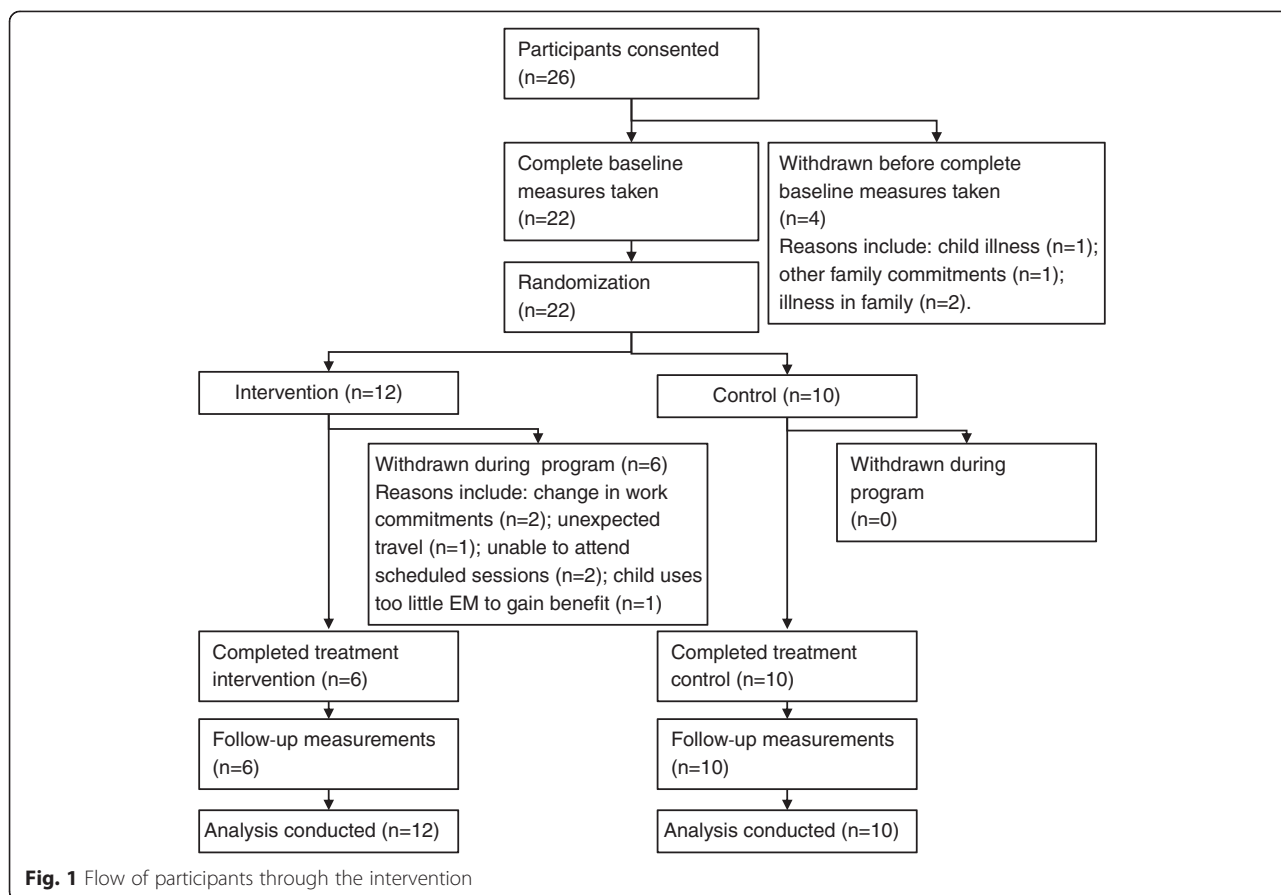 Participants consented
(n=26)
Complete baseline
measures taken
(n=22)
Withdrawn before complete
baseline measures taken
(n=4)
Reasons include: child illness (n=1);
other family commitments (n=1);
illness in family (n=2).
Randomization
(n=22)
Intervention (n=12)
Control (n=10)
Withdrawn during program (n=6)
Reasons include: change in work
commitments (n=2); unexpected
travel (n=1); unable to attend
scheduled sessions (n=2); child uses
too little EM to gain benefit (n=1)
Withdrawn during
program
(n=0)
Completed treatment
intervention (n=6)
Completed treatment
control (n=10)
Follow-up measurements
(n=6)
Follow-up measurements
(n=10)
Analysis conducted (n=12)
Analysis conducted (n=10)
Fig. 1 Flow of participants through the intervention